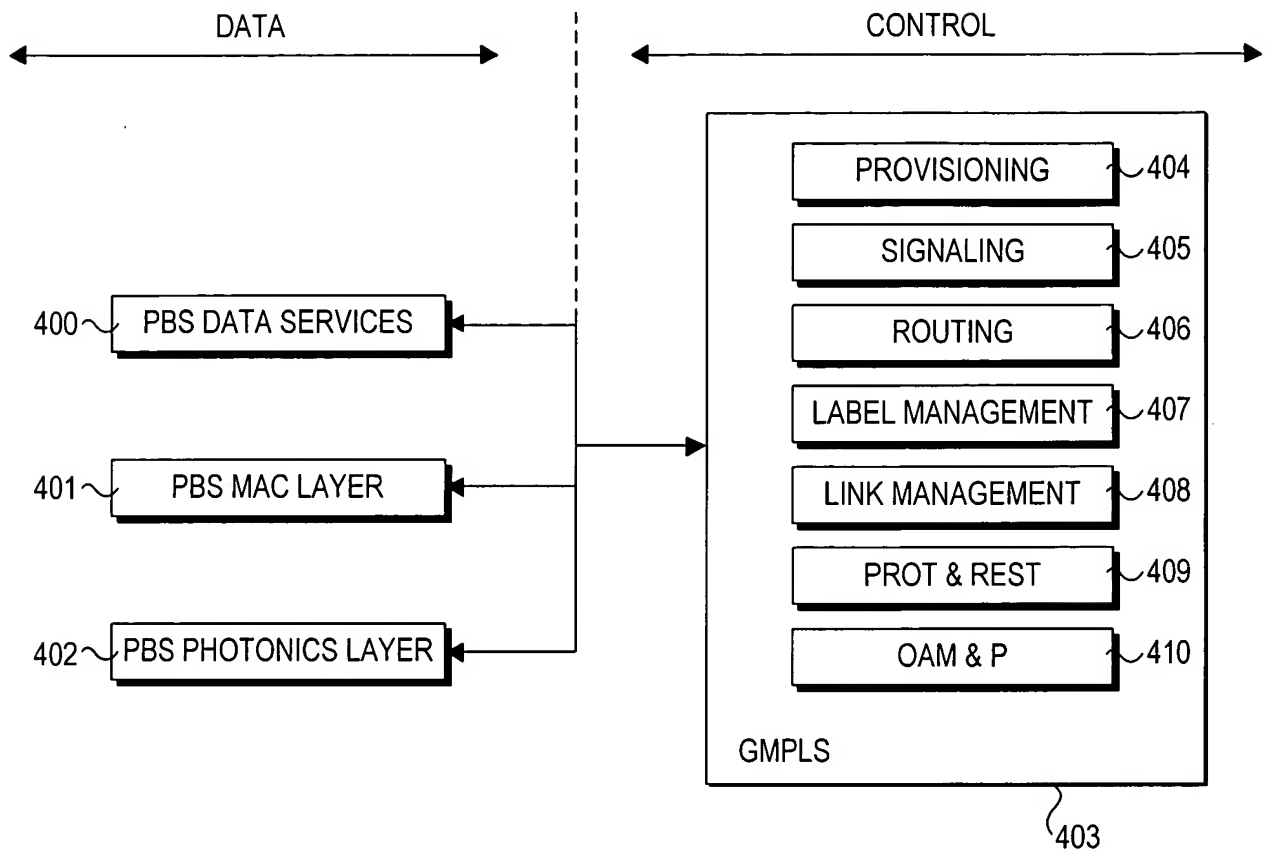 DATA
CONTROL
PROVISIONING 404
SIGNALING 405
400 PBS DATA SERVICES
ROUTING 406
LABEL MANAGEMENT 407
401 PBS MAC LAYER
LINK MANAGEMENT 408
PROT & REST 409
402 PBS PHOTONICS LAYER
OAM & P 410
GMPLS
403